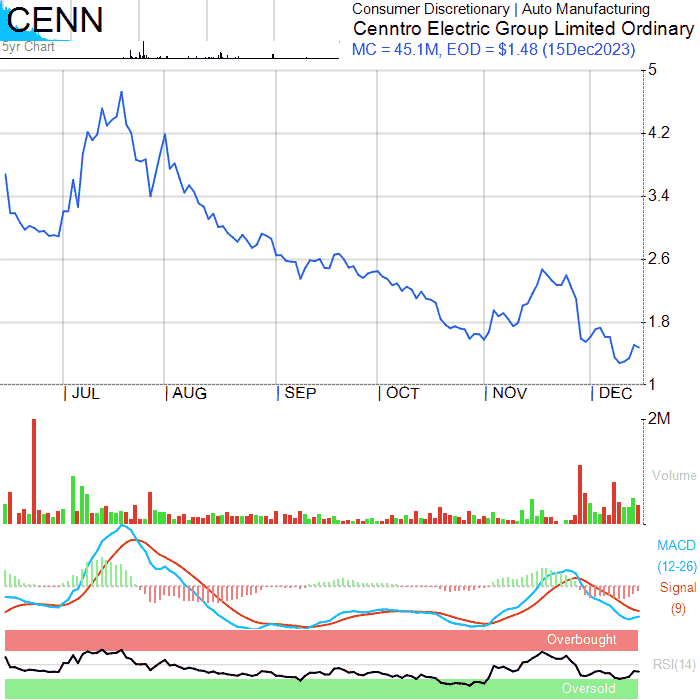 CENN
Consumer Discretionary | Auto Manufacturing
Cenntro Electric Group Limited Ordinary
MC = 45.1M, EOD = $1.48 (15Dec2023)
5yr Chart
5
4.2
3.4
2.6
1.8
1
| JUL | AUG | SEP | OCT | NOV | DEC
2M
Volume
MACD
(12-26)
Signal
(9)
Overbought
RSI(14)
Oversold